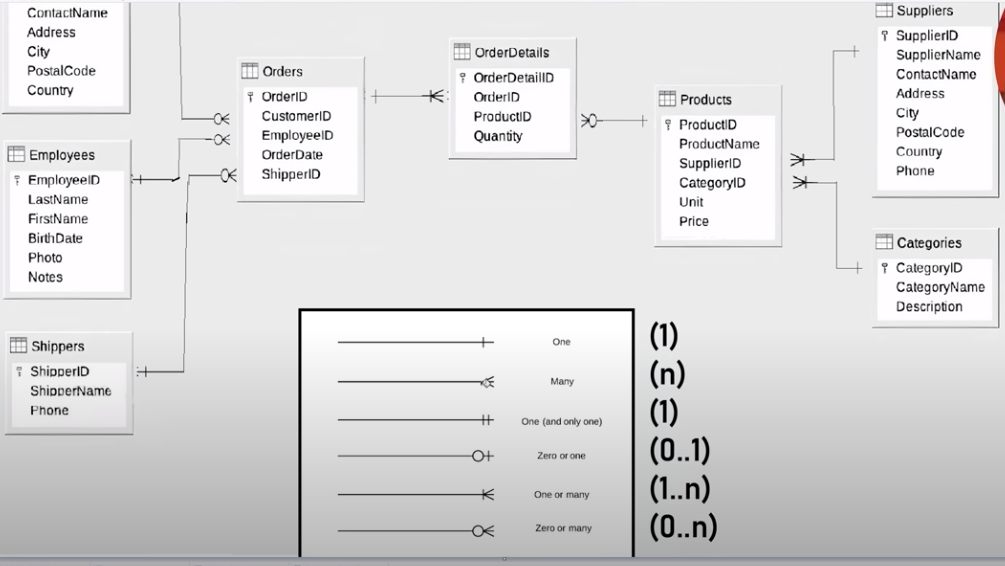 ContactName
Address
City
PostalCode
Country
Employees
EmployeeID
LastName
FirstName
BirthDate
Photo
Notes
Shippers
ShipperID
ShipperName
Phone
Orders
OrderID
CustomerID
EmployeeID
OrderDate
ShipperID
OrderDetails
OrderDetailID
OrderID
ProductID
Quantity
Products
ProductID
ProductName
SupplierID
CategoryID
Unit
Price
Suppliers
SupplierID
SupplierName
ContactName
Address
City
PostalCode
Country
Phone
Categories
CategoryID
CategoryName
Description
One (1)
Many (n)
One (and only one) (1)
Zero or one (0..1)
One or many (1..n)
Zero or many (0..n)